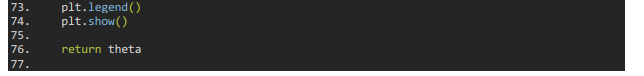 73.    plt.legend()
74.    plt.show()
75.
76.    return theta
77.